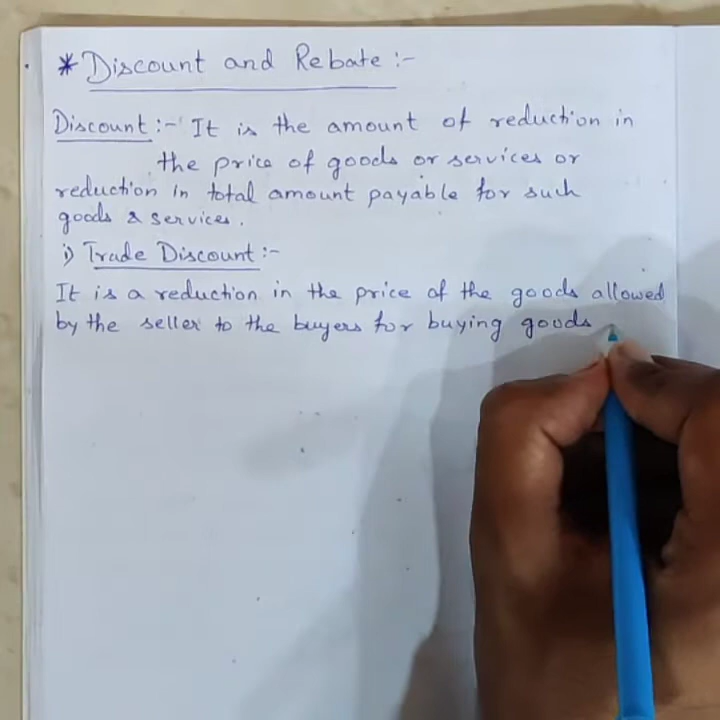 * Discount and Rebate :-
Discount :- It is the amount of reduction in
the price of goods or services or
reduction in total amount payable for such
goods & services.
i) Trade Discount :-
It is a reduction in the price of the goods allowed
by the seller to the buyers for buying goods